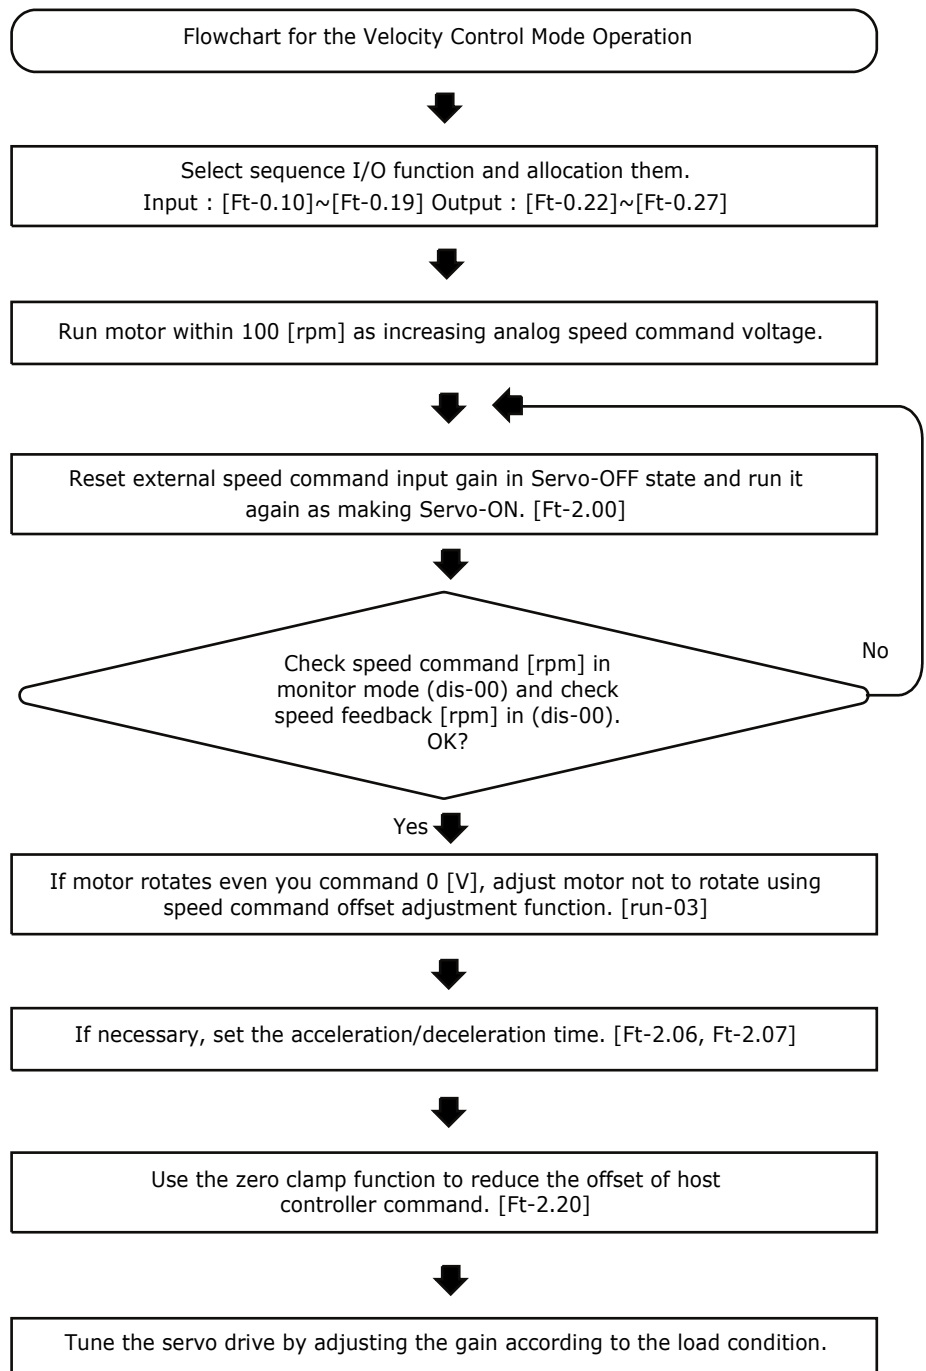 Flowchart for the Velocity Control Mode Operation
Select sequence I/O function and allocation them.
Input : [Ft-0.10]~[Ft-0.19] Output : [Ft-0.22]~[Ft-0.27]
Run motor within 100 [rpm] as increasing analog speed command voltage.
Reset external speed command input gain in Servo-OFF state and run it
again as making Servo-ON. [Ft-2.00]
No
Check speed command [rpm] in
monitor mode (dis-00) and check
speed feedback [rpm] in (dis-00).
OK?
Yes
If motor rotates even you command 0 [V], adjust motor not to rotate using
speed command offset adjustment function. [run-03]
If necessary, set the acceleration/deceleration time. [Ft-2.06, Ft-2.07]
Use the zero clamp function to reduce the offset of host
controller command. [Ft-2.20]
Tune the servo drive by adjusting the gain according to the load condition.